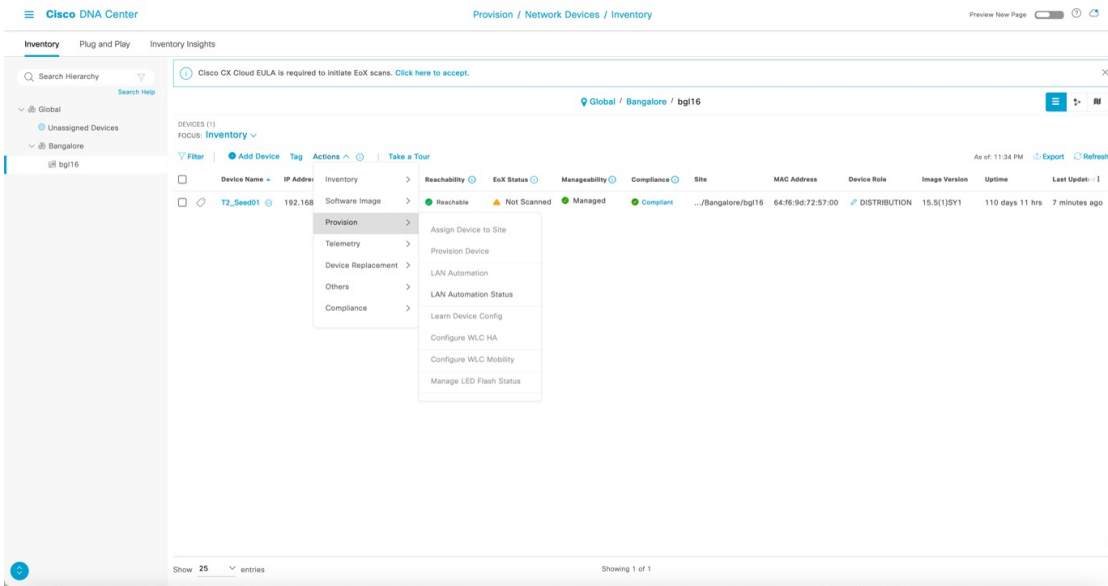 Cisco DNA Center
Provision / Network Devices / Inventory
Preview New Page
Inventory Plug and Play Inventory Insights
Search Hierarchy
Search Help
Global
Unassigned Devices
Bangalore
bgl16
Cisco CX Cloud EULA is required to initiate EoX scans. Click here to accept.
Global / Bangalore / bgl16
DEVICES (1)
FOCUS: Inventory
Filter Add Device Tag Actions Take a Tour As of: 11:34 PM Export Refresh
Device Name IP Addres Reachability EoX Status Manageability Compliance Site MAC Address Device Role Image Version Uptime Last Updat
T2_Seed01 192.168 Reachable Not Scanned Managed Compliant .../Bangalore/bgl16 64:f6:9d:72:57:00 DISTRIBUTION 15.5(1)SY1 110 days 11 hrs 7 minutes ago
Inventory
Software Image
Provision
Telemetry
Device Replacement
Others
Compliance
Assign Device to Site
Provision Device
LAN Automation
LAN Automation Status
Learn Device Config
Configure WLC HA
Configure WLC Mobility
Manage LED Flash Status
Show 25 entries
Showing 1 of 1